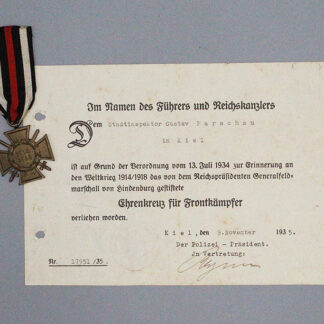 Im Namen des Führers und Reichskanzlers
Dem Stadtinspektor Gustav Parschau
in Kiel
ist auf Grund der Verordnung vom 13. Juli 1934 zur Erinnerung an
den Weltkrieg 1914/1918 das von dem Reichspräsidenten Generalfeld-
marschall von Hindenburg gestiftete
Ehrenkreuz für Frontkämpfer
verliehen worden.
Kiel, den 8. November 1935.
Der Polizei - Präsident.
In Vertretung:
Nr. 17951 /35.